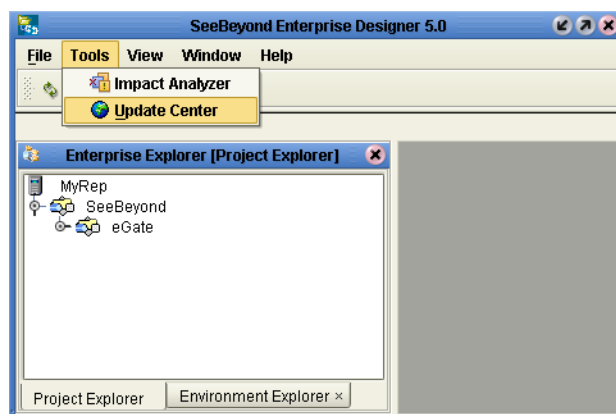 SeeBeyond Enterprise Designer 5.0
File Tools View Window Help
Impact Analyzer
Update Center
Enterprise Explorer [Project Explorer]
MyRep
SeeBeyond
eGate
Project Explorer Environment Explorer ×